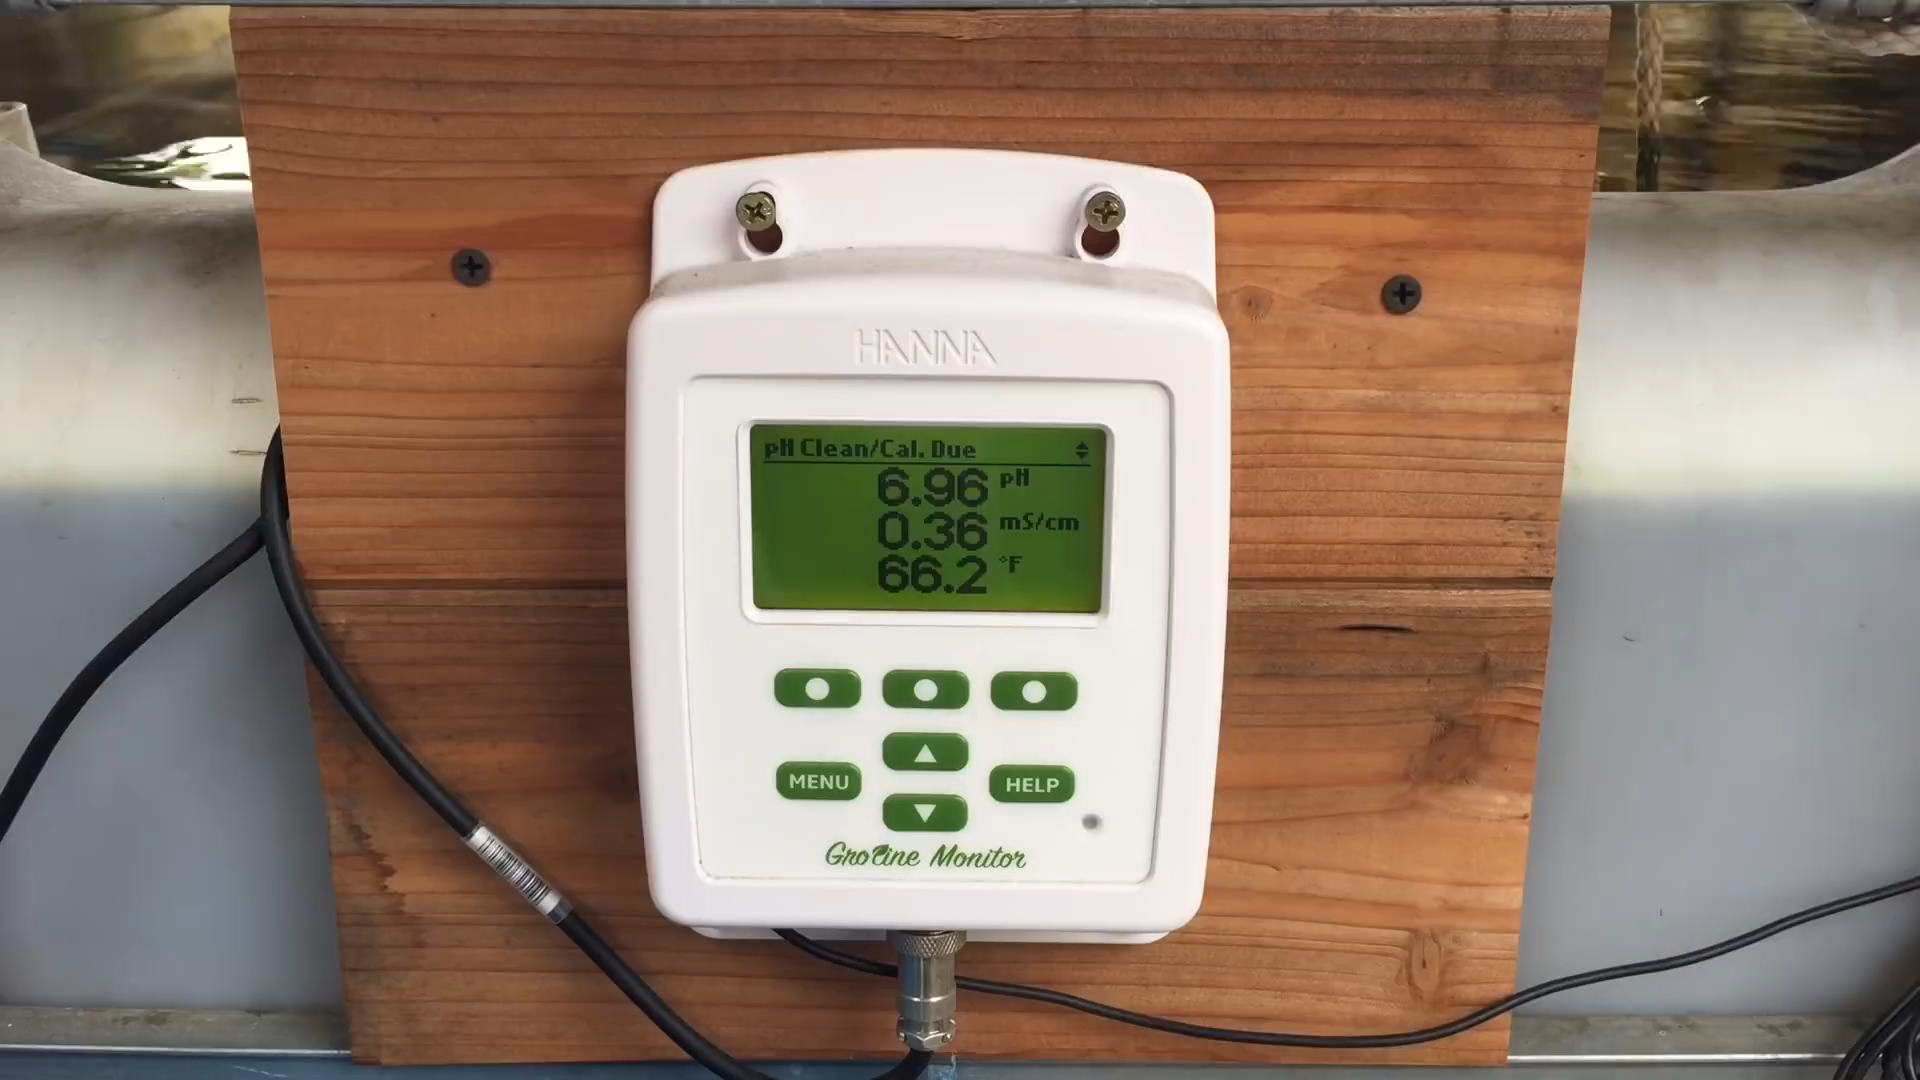 HANNA
pH Clean/Cal. Due
6.96 pH
0.36 mS/cm
66.2 °F
MENU
HELP
GroLine Monitor